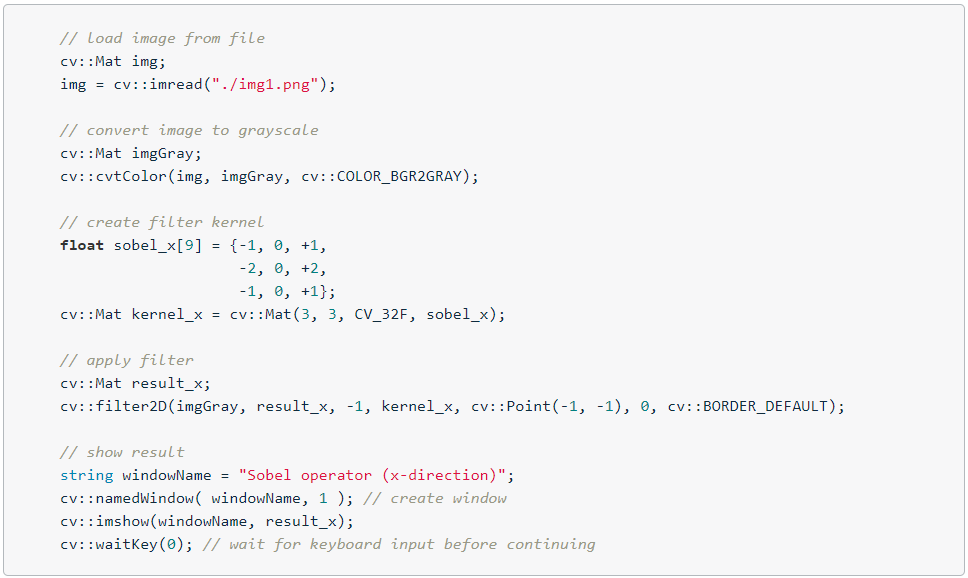 // load image from file
cv::Mat img;
img = cv::imread("./img1.png");
// convert image to grayscale
cv::Mat imgGray;
cv::cvtColor(img, imgGray, cv::COLOR_BGR2GRAY);
// create filter kernel
float sobel_x[9] = {-1, 0, +1,
-2, 0, +2,
-1, 0, +1};
cv::Mat kernel_x = cv::Mat(3, 3, CV_32F, sobel_x);
// apply filter
cv::Mat result_x;
cv::filter2D(imgGray, result_x, -1, kernel_x, cv::Point(-1, -1), 0, cv::BORDER_DEFAULT);
// show result
string windowName = "Sobel operator (x-direction)";
cv::namedWindow( windowName, 1 ); // create window
cv::imshow(windowName, result_x);
cv::waitKey(0); // wait for keyboard input before continuing